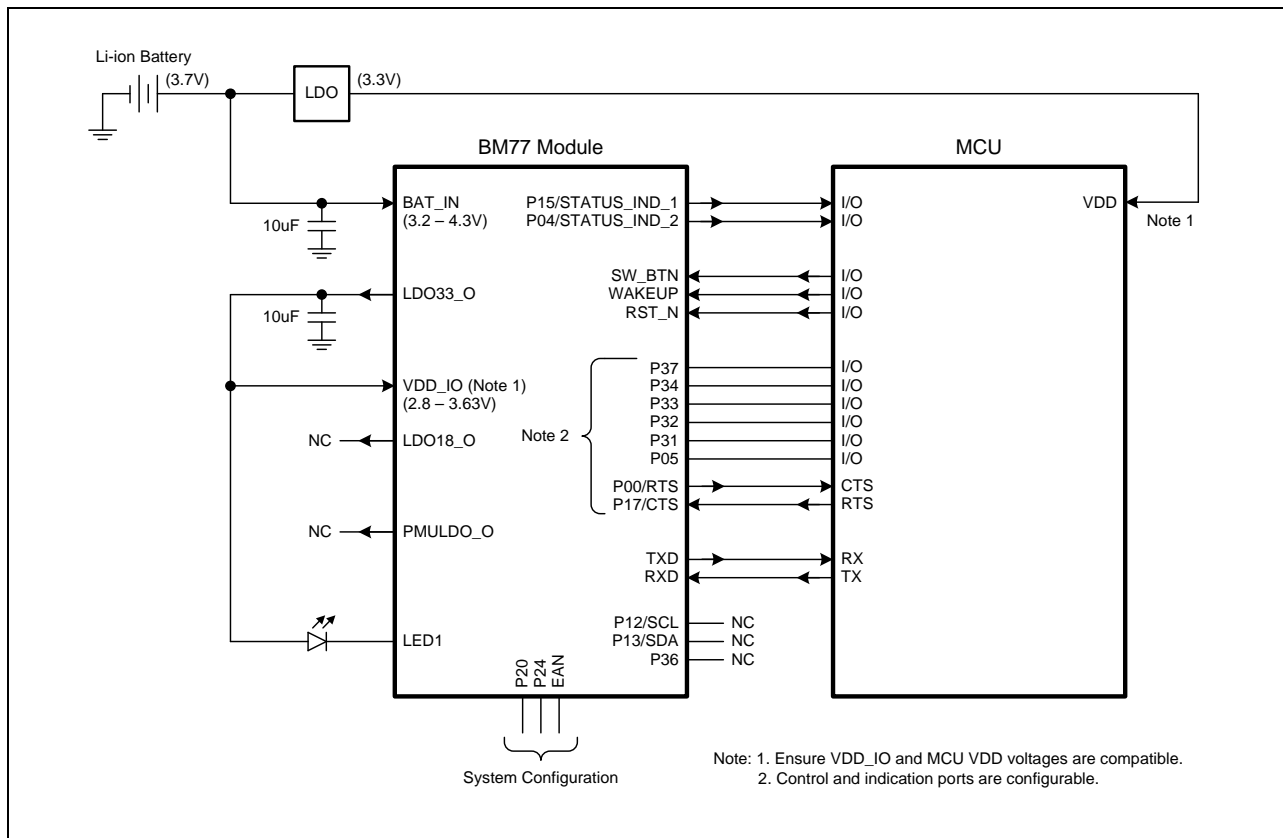 Li-ion Battery
(3.7V)
LDO
(3.3V)
BM77 Module
MCU
BAT_IN
(3.2 – 4.3V)
10uF
LDO33_O
10uF
VDD_IO (Note 1)
(2.8 – 3.63V)
NC
LDO18_O
NC
PMULDO_O
LED1
P15/STATUS_IND_1
P04/STATUS_IND_2
SW_BTN
WAKEUP
RST_N
Note 2
P37
P34
P33
P32
P31
P05
P00/RTS
P17/CTS
TXD
RXD
P12/SCL
NC
P13/SDA
NC
P36
NC
I/O
I/O
I/O
I/O
I/O
I/O
I/O
I/O
I/O
I/O
I/O
CTS
RTS
RX
TX
VDD
Note 1
P20
P24
EAN
System Configuration
Note: 1. Ensure VDD_IO and MCU VDD voltages are compatible.
2. Control and indication ports are configurable.